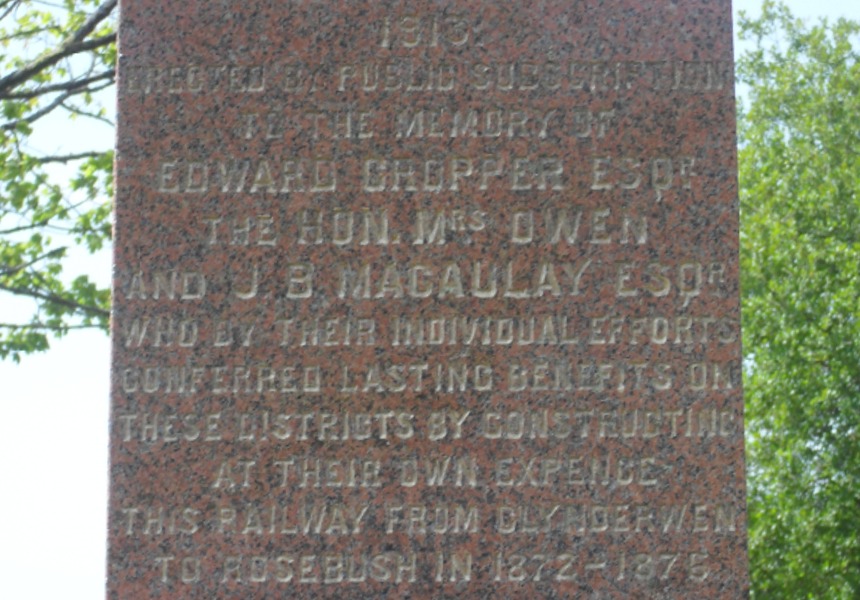 1913.
ERECTED BY PUBLIC SUBSCRIPTION
TO THE MEMORY OF
EDWARD CROPPER ESQR
THE HON. MRS OWEN
AND J. B. MACAULAY ESQR
WHO BY THEIR INDIVIDUAL EFFORTS
CONFERRED LASTING BENEFITS ON
THESE DISTRICTS BY CONSTRUCTING
AT THEIR OWN EXPENCE
THIS RAILWAY FROM CLYNDERWEN
TO ROSEBUSH IN 1872-1875